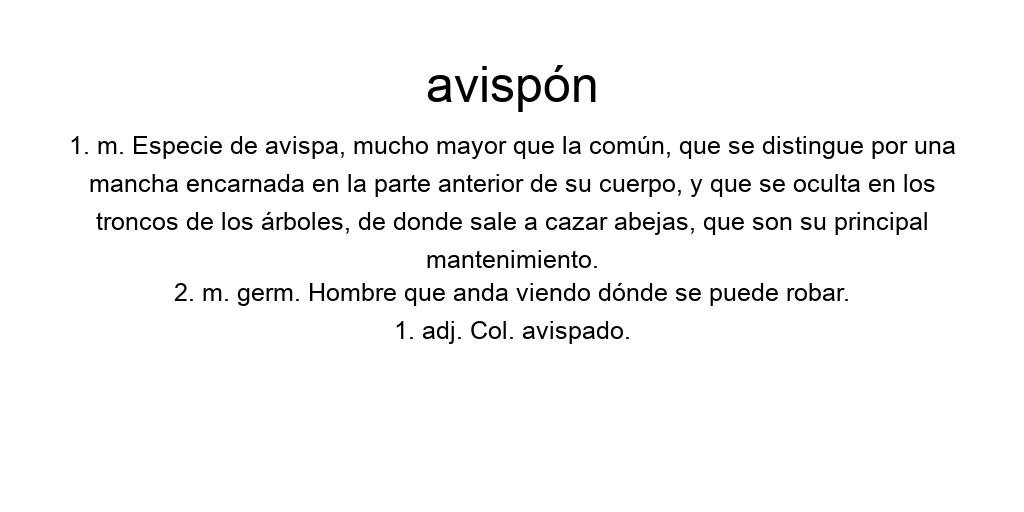 avispón
1. m. Especie de avispa, mucho mayor que la común, que se distingue por una
mancha encarnada en la parte anterior de su cuerpo, y que se oculta en los
troncos de los árboles, de donde sale a cazar abejas, que son su principal
mantenimiento.
2. m. germ. Hombre que anda viendo dónde se puede robar.
1. adj. Col. avispado.